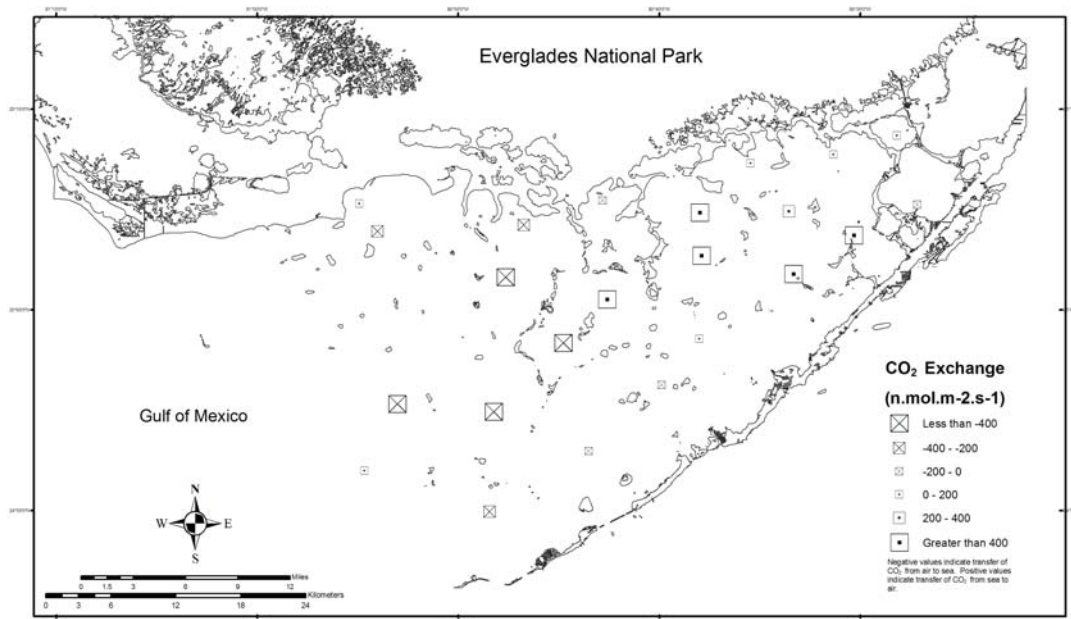 Everglades National Park
Gulf of Mexico
N
W E
S
Miles
0 1.5 3 6 9 12
Kilometers
0 3 6 12 18 24
CO₂ Exchange
(n.mol.m-2.s-1)
Less than -400
-400 - -200
-200 - 0
0 - 200
200 - 400
Greater than 400
Negative values indicate transfer of
CO₂ from air to sea. Positive values
indicate transfer of CO₂ from sea to
air.